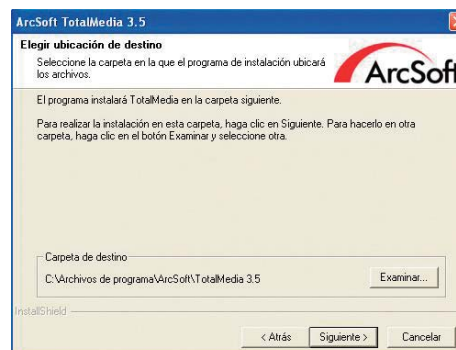 ArcSoft TotalMedia 3.5
Elegir ubicación de destino
Seleccione la carpeta en la que el programa de instalación ubicará
los archivos.
ArcSoft
El programa instalará TotalMedia en la carpeta siguiente.
Para realizar la instalación en esta carpeta, haga clic en Siguiente. Para hacerlo en otra
carpeta, haga clic en el botón Examinar y seleccione otra.
Carpeta de destino
C:\Archivos de programa\ArcSoft\TotalMedia 3.5
Examinar...
InstallShield
< Atrás
Siguiente >
Cancelar